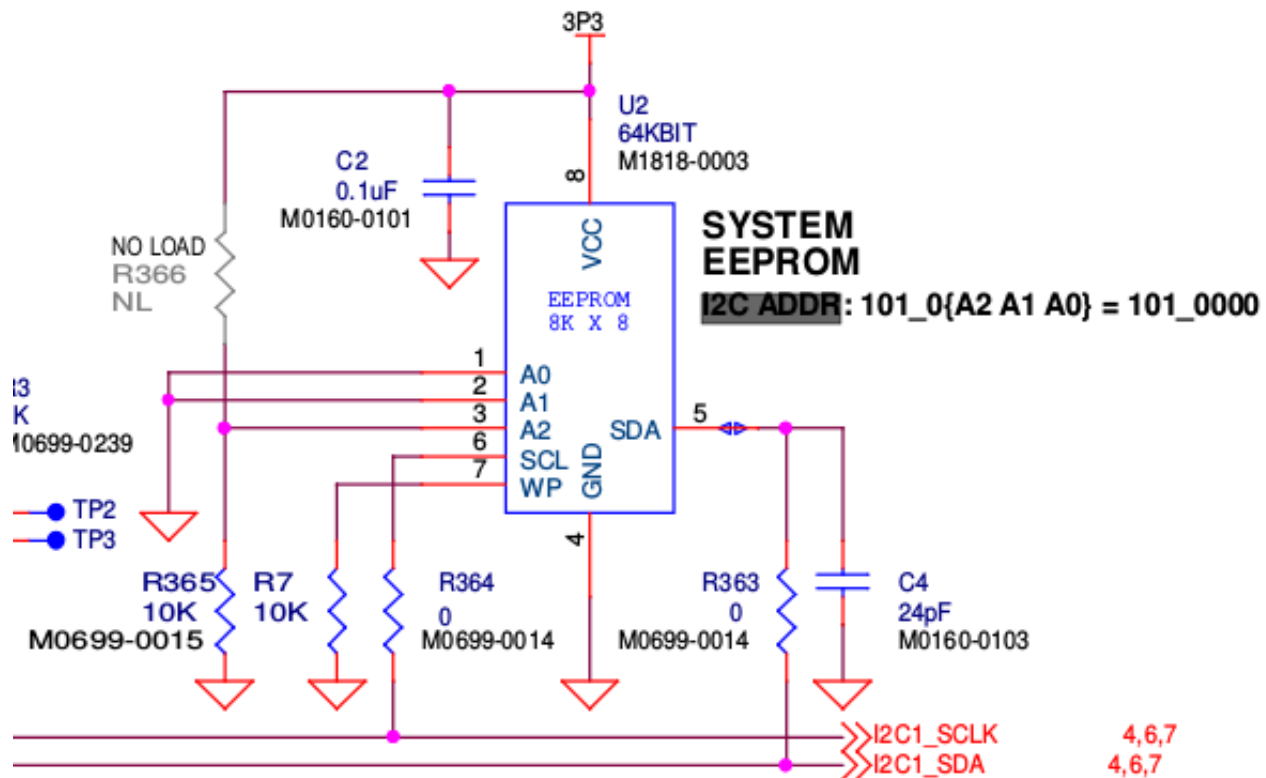 3P3
U2
64KBIT
M1818-0003
8
C2
0.1uF
M0160-0101
VCC
SYSTEM
EEPROM
I2C ADDR: 101_0{A2 A1 A0} = 101_0000
NO LOAD
R366
NL
EEPROM
8K X 8
1
A0
2
A1
3
A2
6
SCL
7
WP
GND
4
SDA
5
K
M0699-0239
TP2
TP3
R365
10K
M0699-0015
R7
10K
R364
0
M0699-0014
R363
0
M0699-0014
C4
24pF
M0160-0103
I2C1_SCLK 4,6,7
I2C1_SDA 4,6,7